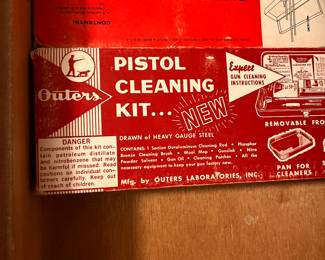 CONTENTS:
Outers
PISTOL
CLEANING
KIT...
NEW
Expert
GUN CLEANING
INSTRUCTIONS
DRAWN of HEAVY GAUGE STEEL
CONTAINS: 1 Section Duraluminum Cleaning Rod • Phosphor
Bronze Cleaning Brush • Wool Mop • Gunslick • Nitro
Powder Solvent • Gun Oil • Cleaning Patches • All the
necessary equipment to keep your gun factory new.
Mfg. by OUTERS LABORATORIES, INC.
DANGER
Components of this kit con-
tain petroleum distillate
and nitrobenzene that may
be harmful if misused. Read
cautions on individual con-
tainers carefully. Keep out
of reach of children.
REMOVABLE FRO
PAN FOR
CLEANERS